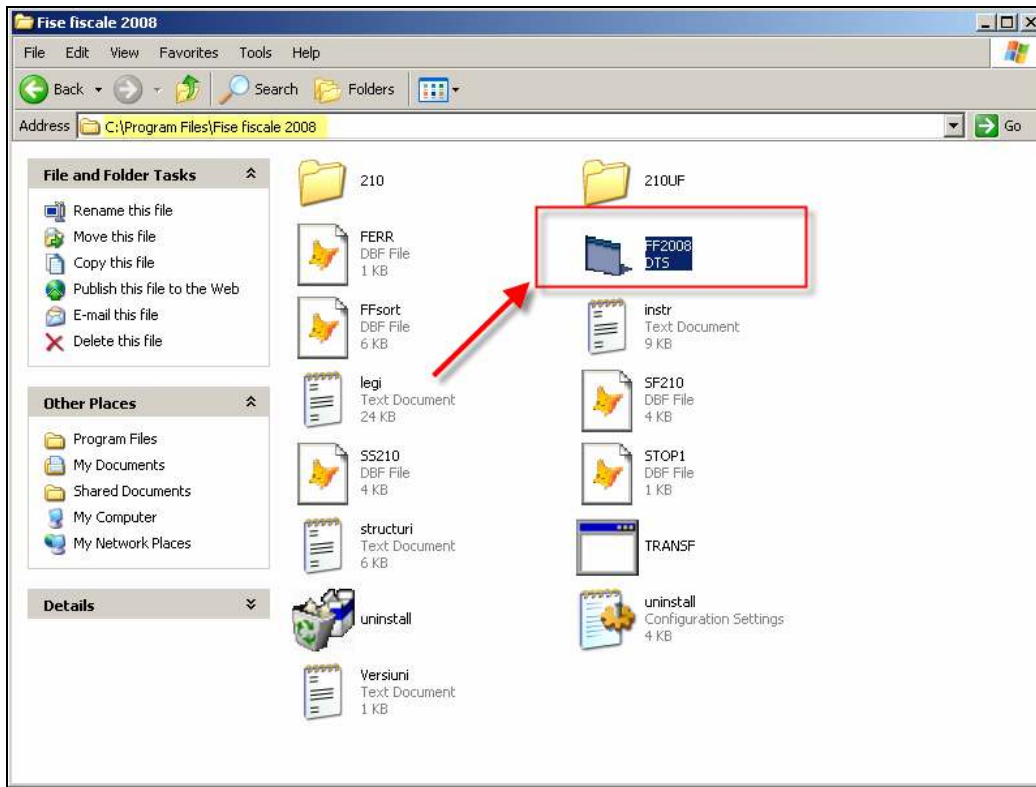 Fise fiscale 2008
File Edit View Favorites Tools Help
Back Search Folders
Address C:\Program Files\Fise fiscale 2008 Go
File and Folder Tasks
Rename this file
Move this file
Copy this file
Publish this file to the Web
E-mail this file
Delete this file
Other Places
Program Files
My Documents
Shared Documents
My Computer
My Network Places
Details
210
210UF
FERR
DBF File
1 KB
FF2008
DTS
FFsort
DBF File
6 KB
instr
Text Document
9 KB
legi
Text Document
24 KB
SF210
DBF File
4 KB
SS210
DBF File
4 KB
STOP1
DBF File
1 KB
structuri
Text Document
6 KB
TRANSF
uninstall
uninstall
Configuration Settings
4 KB
Versiuni
Text Document
1 KB